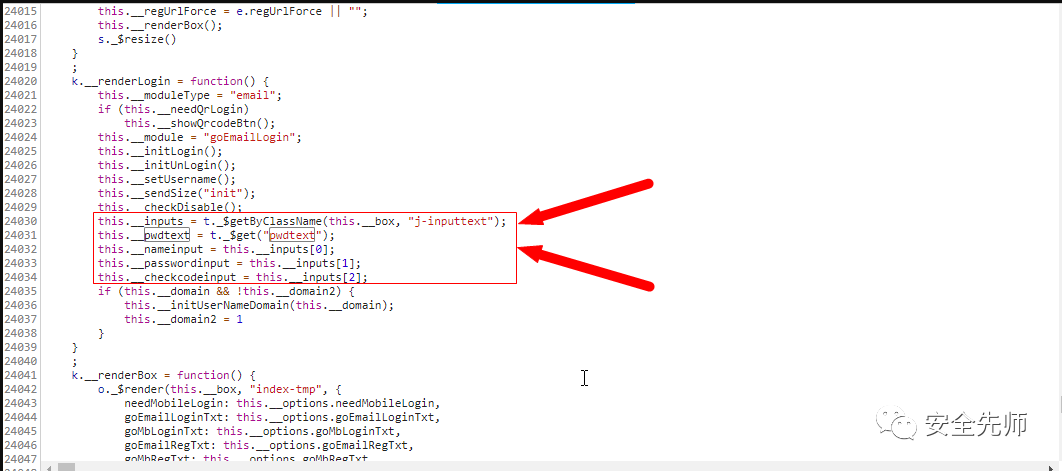 24015 this.__regUrlForce = e.regUrlForce || "";
24016 this.__renderBox();
24017 s._$resize()
24018 }
24019 ;
24020 k.__renderLogin = function() {
24021 this.__moduleType = "email";
24022 if (this.__needQrLogin)
24023 this.__showQrcodeBtn();
24024 this.__module = "goEmailLogin";
24025 this.__initLogin();
24026 this.__initUnLogin();
24027 this.__setUsername();
24028 this.__sendSize("init");
24029 this.__checkDisable();
24030 this.__inputs = t._$getByClassName(this.__box, "j-inputtext");
24031 this.__pwdtext = t._$get("pwdtext");
24032 this.__nameinput = this.__inputs[0];
24033 this.__passwordinput = this.__inputs[1];
24034 this.__checkcodeinput = this.__inputs[2];
24035 if (this.__domain && !this.__domain2) {
24036 this.__initUserNameDomain(this.__domain);
24037 this.__domain2 = 1
24038 }
24039 }
24040 ;
24041 k.__renderBox = function() {
24042 o._$render(this.__box, "index-tmp", {
24043 needMobileLogin: this.__options.needMobileLogin,
24044 goEmailLoginTxt: this.__options.goEmailLoginTxt,
24045 goMbLoginTxt: this.__options.goMbLoginTxt,
24046 goEmailRegTxt: this.__options.goEmailRegTxt,
24047 goMbRegTxt: this.__options.goMbRegTxt
安全先师